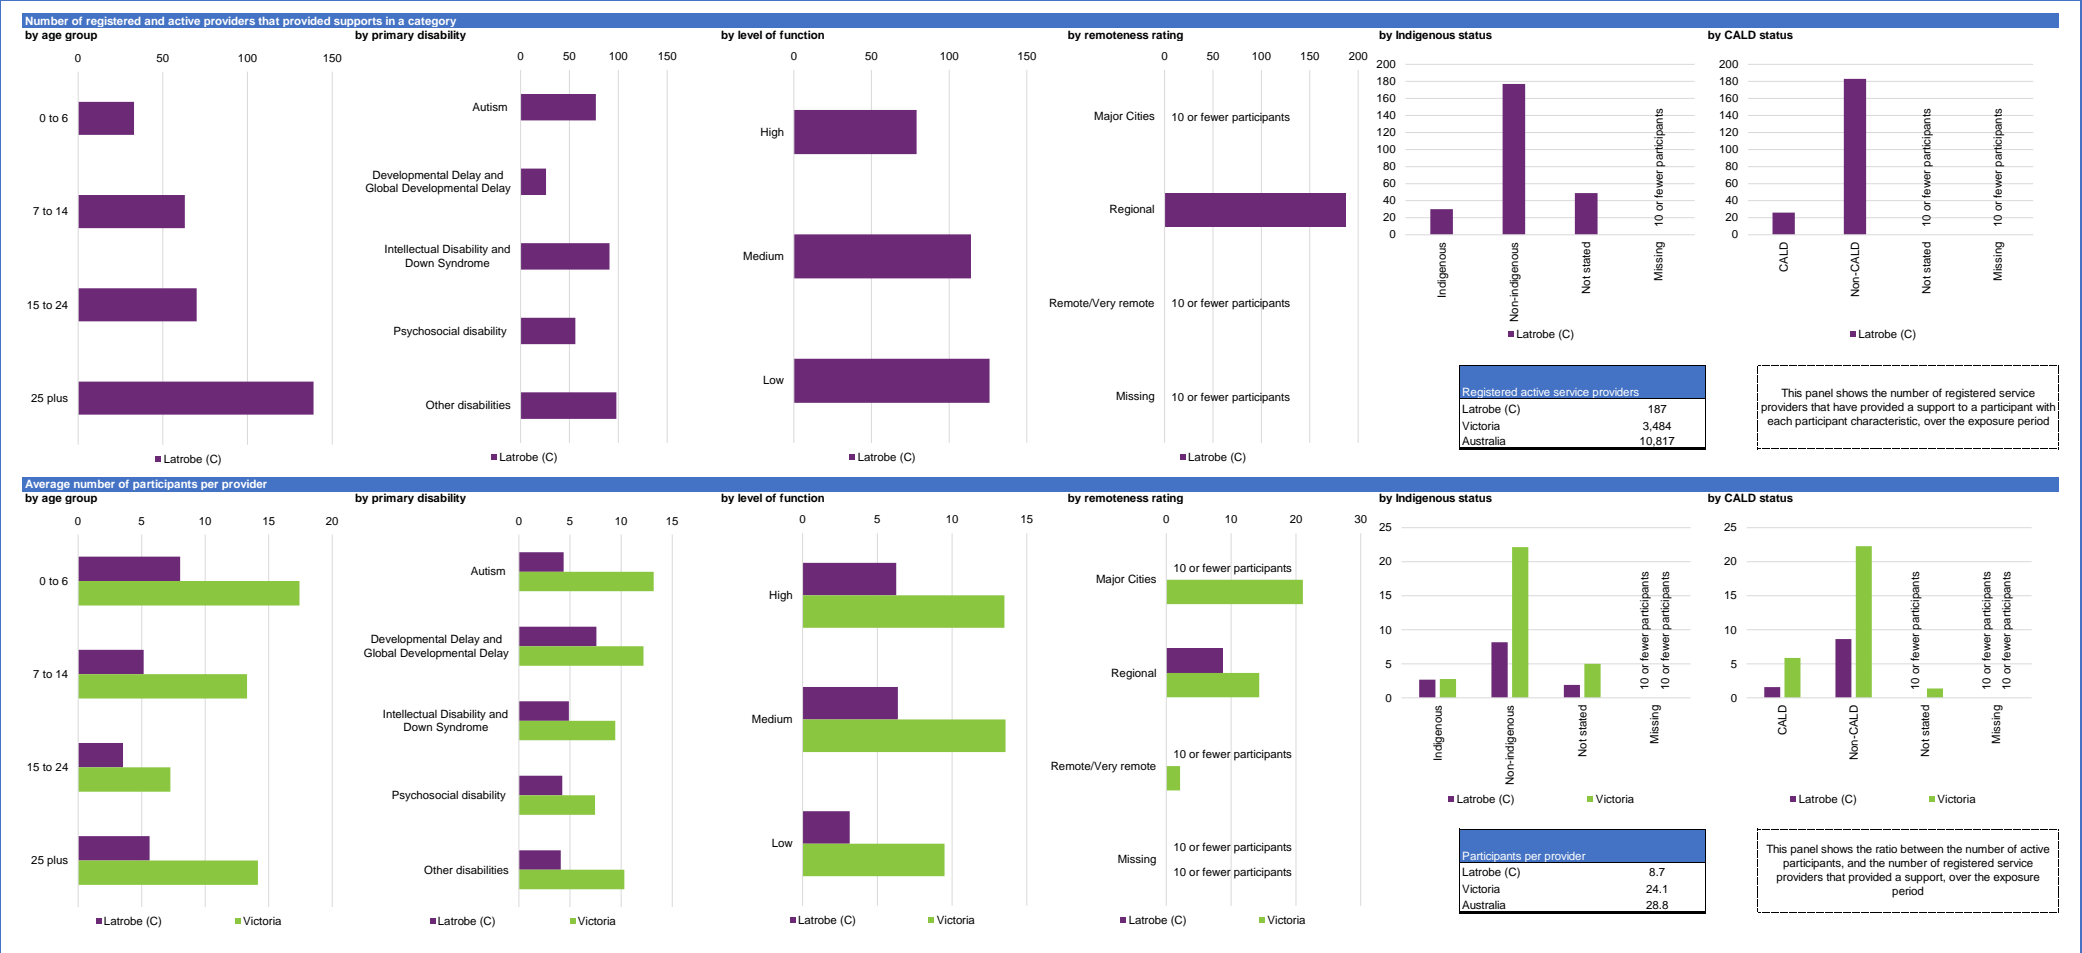 Number of registered and active providers that provided supports in a category
by age group
0 50 100 150
0 to 6
7 to 14
15 to 24
25 plus
Latrobe (C)
by primary disability
0 50 100 150
Autism
Developmental Delay and
Global Developmental Delay
Intellectual Disability and
Down Syndrome
Psychosocial disability
Other disabilities
Latrobe (C)
by level of function
0 50 100 150
High
Medium
Low
Latrobe (C)
by remoteness rating
0 50 100 150 200
Major Cities 10 or fewer participants
Regional
Remote/Very remote 10 or fewer participants
Missing 10 or fewer participants
Latrobe (C)
by Indigenous status
200
180
160
140
120
100
80
60
40
20
0
10 or fewer participants
Indigenous
Non-indigenous
Not stated
Missing
Latrobe (C)
by CALD status
200
180
160
140
120
100
80
60
40
20
0
10 or fewer participants
10 or fewer participants
CALD
Non-CALD
Not stated
Missing
Latrobe (C)
Registered active service providers
Latrobe (C) 187
Victoria 3,484
Australia 10,817
This panel shows the number of registered service
providers that have provided a support to a participant with
each participant characteristic, over the exposure period
Average number of participants per provider
by age group
0 5 10 15 20
0 to 6
7 to 14
15 to 24
25 plus
Latrobe (C) Victoria
by primary disability
0 5 10 15
Autism
Developmental Delay and
Global Developmental Delay
Intellectual Disability and
Down Syndrome
Psychosocial disability
Other disabilities
Latrobe (C) Victoria
by level of function
0 5 10 15
High
Medium
Low
Latrobe (C) Victoria
by remoteness rating
0 10 20 30
10 or fewer participants
Major Cities
Regional
10 or fewer participants
Remote/Very remote
10 or fewer participants
Missing
10 or fewer participants
Latrobe (C) Victoria
by Indigenous status
25
20
15
10
5
0
10 or fewer participants
10 or fewer participants
Indigenous
Non-indigenous
Not stated
Missing
Latrobe (C) Victoria
by CALD status
25
20
15
10
5
0
10 or fewer participants
10 or fewer participants
10 or fewer participants
CALD
Non-CALD
Not stated
Missing
Latrobe (C) Victoria
Participants per provider
Latrobe (C) 8.7
Victoria 24.1
Australia 28.8
This panel shows the ratio between the number of active
participants, and the number of registered service
providers that provided a support, over the exposure
period